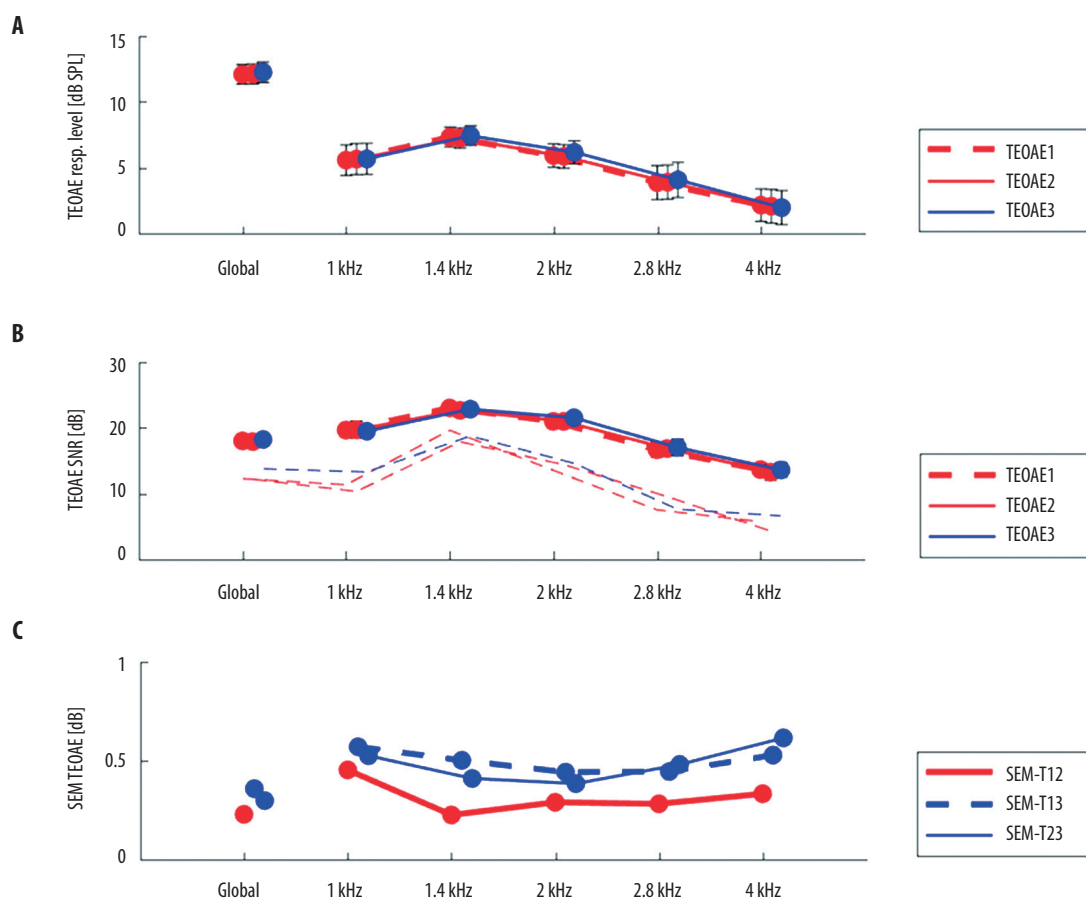 A
TEOAE resp. level [dB SPL]
15
10
5
0
Global 1 kHz 1.4 kHz 2 kHz 2.8 kHz 4 kHz
TEOAE1
TEOAE2
TEOAE3
B
TEOAE SNR [dB]
30
20
10
0
Global 1 kHz 1.4 kHz 2 kHz 2.8 kHz 4 kHz
TEOAE1
TEOAE2
TEOAE3
C
SEM TEOAE [dB]
1
0.5
0
Global 1 kHz 1.4 kHz 2 kHz 2.8 kHz 4 kHz
SEM-T12
SEM-T13
SEM-T23